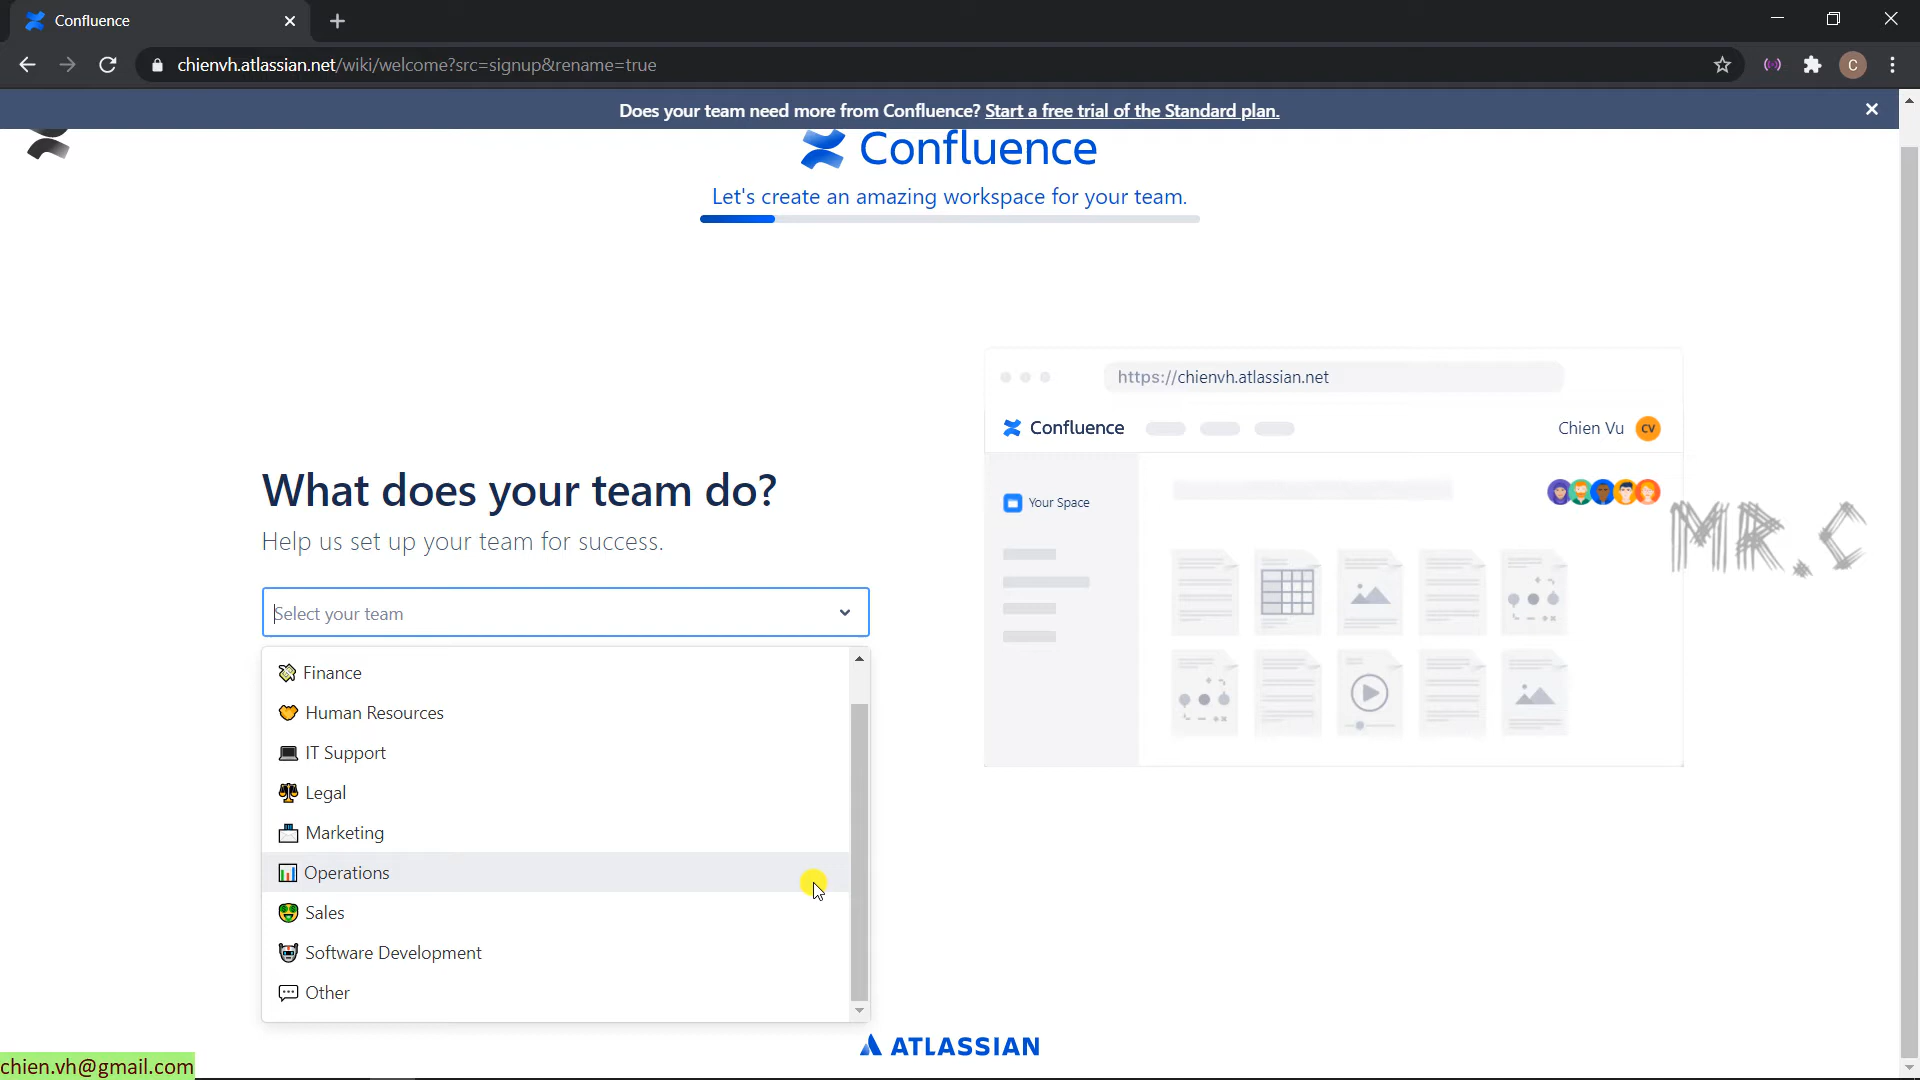 Confluence
chienvh.atlassian.net/wiki/welcome?src=signup&rename=true
C
Does your team need more from Confluence? Start a free trial of the Standard plan.
Confluence
Let's create an amazing workspace for your team.
https://chienvh.atlassian.net
Confluence
Chien Vu CV
Your Space
MR.C
What does your team do?
Help us set up your team for success.
Select your team
Finance
Human Resources
IT Support
Legal
Marketing
Operations
Sales
Software Development
Other
ATLASSIAN
chien.vh@gmail.com